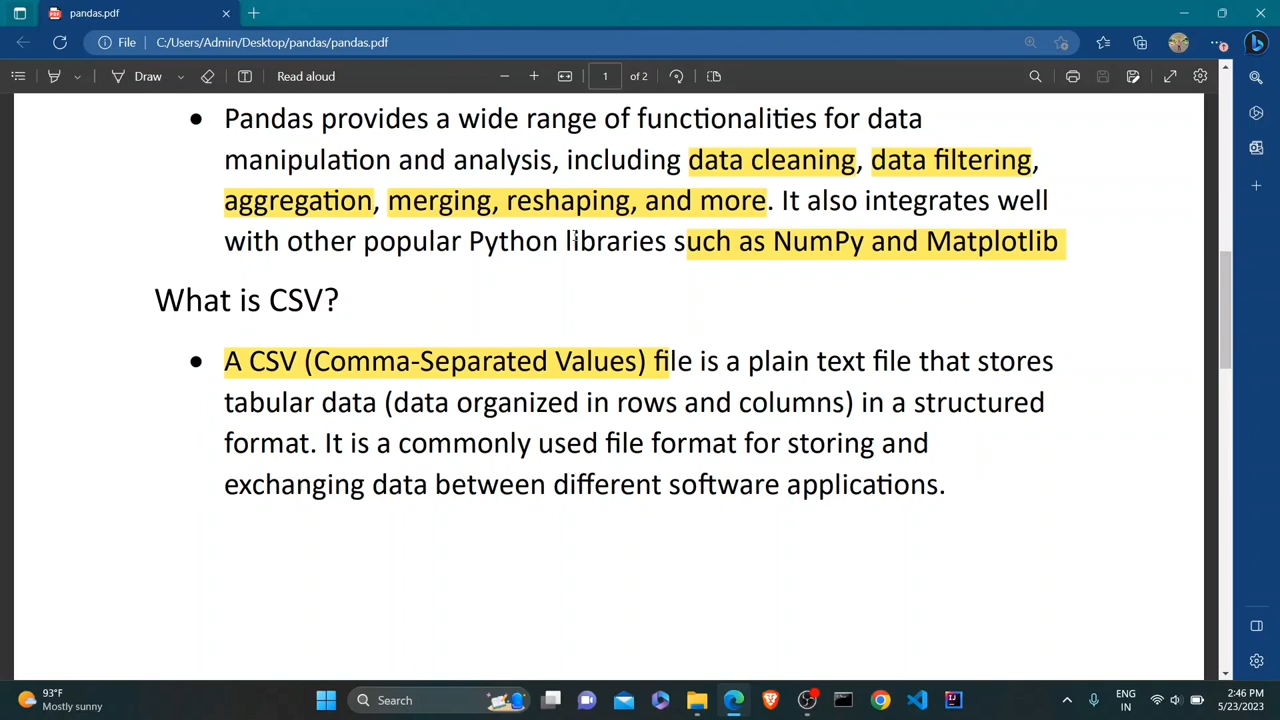 pandas.pdf
File
C:/Users/Admin/Desktop/pandas/pandas.pdf
Draw
Read aloud
1
of 2
Pandas provides a wide range of functionalities for data
manipulation and analysis, including data cleaning, data filtering,
aggregation, merging, reshaping, and more. It also integrates well
with other popular Python libraries such as NumPy and Matplotlib
What is CSV?
A CSV (Comma-Separated Values) file is a plain text file that stores
tabular data (data organized in rows and columns) in a structured
format. It is a commonly used file format for storing and
exchanging data between different software applications.
93°F
Mostly sunny
Search
ENG
IN
2:46 PM
5/23/2023